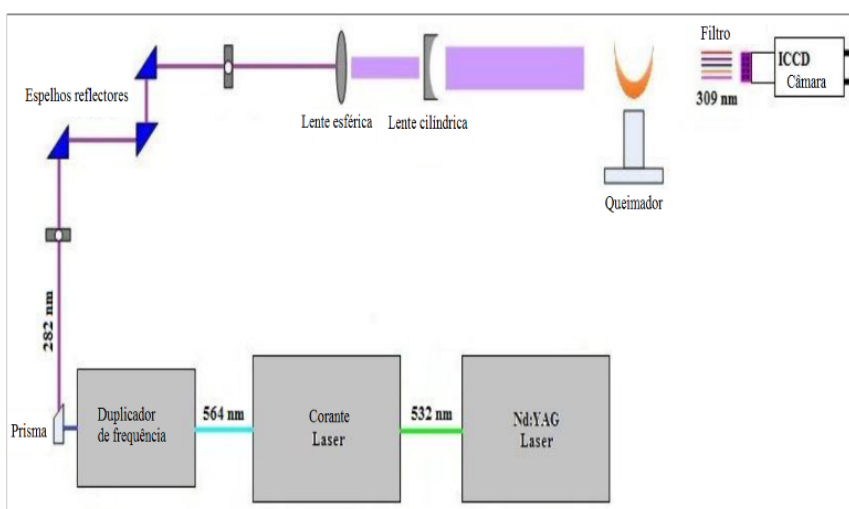 Filtro
ICCD
Câmara
309 nm
Espelhos reflectores
Lente esférica
Lente cilíndrica
Queimador
282 nm
Prisma
Duplicador
de frequência
564 nm
Corante
Laser
532 nm
Nd:YAG
Laser